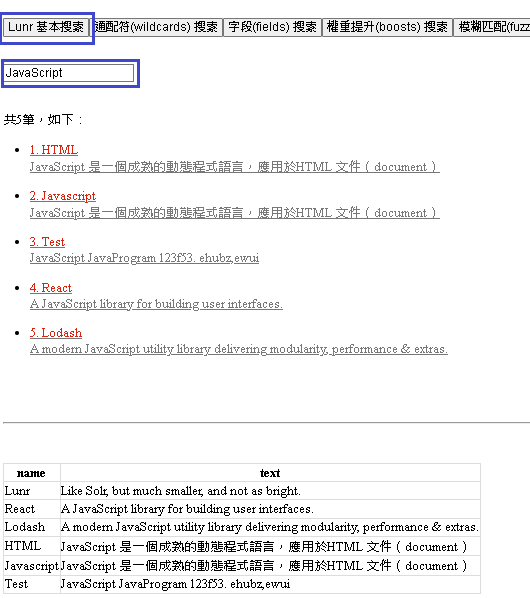 Lunr 基本搜索 通配符(wildcards) 搜索 字段(fields) 搜索 權重提升(boosts) 搜索 模糊匹配(fuzz
JavaScript
共5筆，如下：
1. HTML
JavaScript 是一個成熟的動態程式語言，應用於HTML 文件（document）
2. Javascript
JavaScript 是一個成熟的動態程式語言，應用於HTML 文件（document）
3. Test
JavaScript JavaProgram 123f53. ehubz,ewui
4. React
A JavaScript library for building user interfaces.
5. Lodash
A modern JavaScript utility library delivering modularity, performance & extras.
name text
Lunr Like Solr, but much smaller, and not as bright.
React A JavaScript library for building user interfaces.
Lodash A modern JavaScript utility library delivering modularity, performance & extras.
HTML JavaScript 是一個成熟的動態程式語言，應用於HTML 文件（document）
Javascript JavaScript 是一個成熟的動態程式語言，應用於HTML 文件（document）
Test JavaScript JavaProgram 123f53. ehubz,ewui